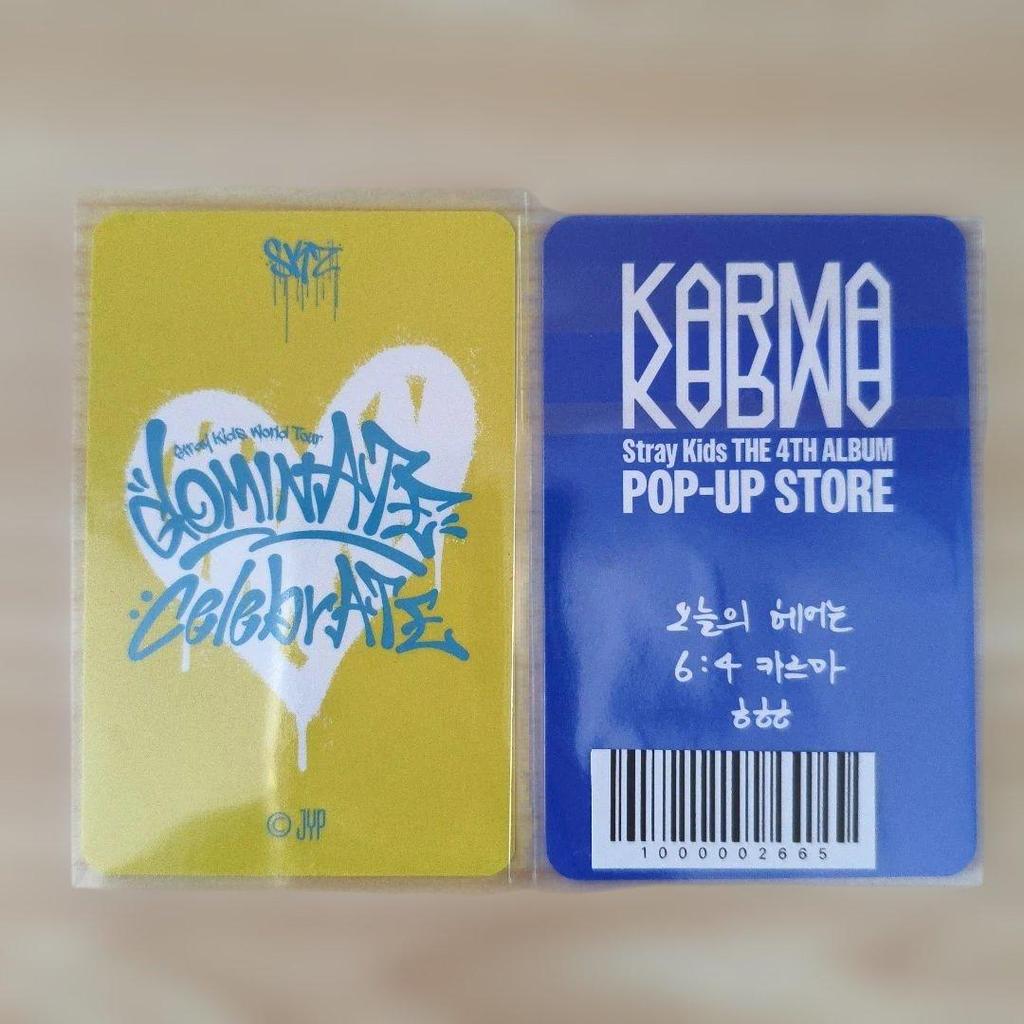 SKZ
Stray Kids World Tour
dominATE
celebrATE
© JYP
KARMA
Stray Kids THE 4TH ALBUM
POP-UP STORE
오늘의 헤어는
6:4 카르마
ㅎㅎㅎ
1000002665